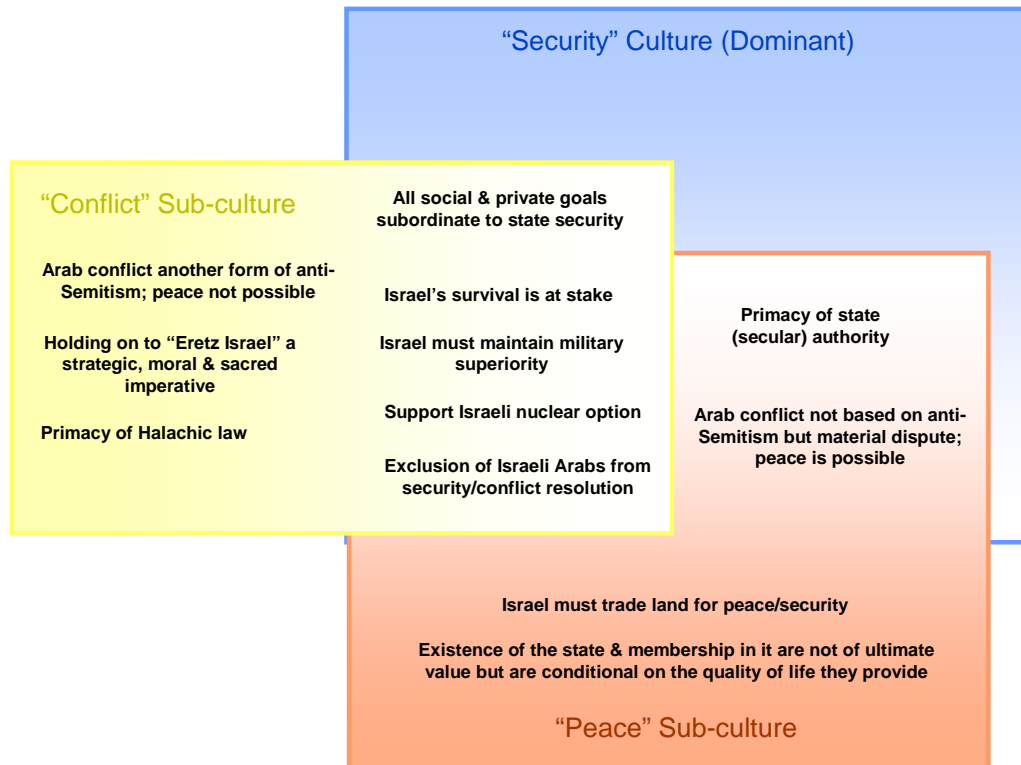 “Security” Culture (Dominant)
“Conflict” Sub-culture
Arab conflict another form of anti-
Semitism; peace not possible
Holding on to “Eretz Israel” a
strategic, moral & sacred
imperative
Primacy of Halachic law
All social & private goals
subordinate to state security
Israel’s survival is at stake
Israel must maintain military
superiority
Support Israeli nuclear option
Exclusion of Israeli Arabs from
security/conflict resolution
Primacy of state
(secular) authority
Arab conflict not based on anti-
Semitism but material dispute;
peace is possible
Israel must trade land for peace/security
Existence of the state & membership in it are not of ultimate
value but are conditional on the quality of life they provide
“Peace” Sub-culture